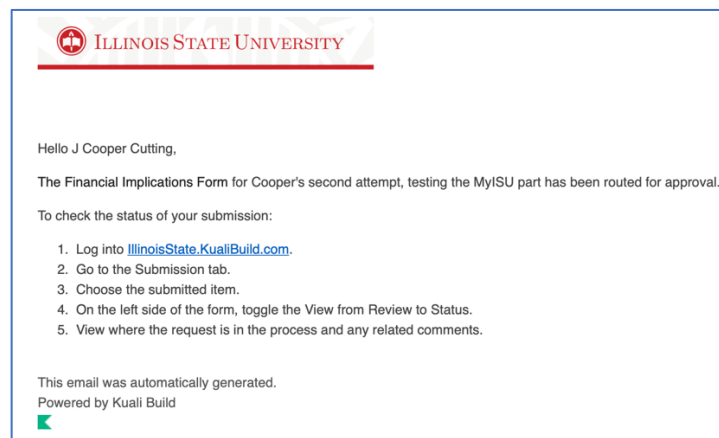 ILLINOIS STATE UNIVERSITY
Hello J Cooper Cutting,
The Financial Implications Form for Cooper's second attempt, testing the MyISU part has been routed for approval.
To check the status of your submission:
1. Log into IllinoisState.KualiBuild.com.
2. Go to the Submission tab.
3. Choose the submitted item.
4. On the left side of the form, toggle the View from Review to Status.
5. View where the request is in the process and any related comments.
This email was automatically generated.
Powered by Kuali Build